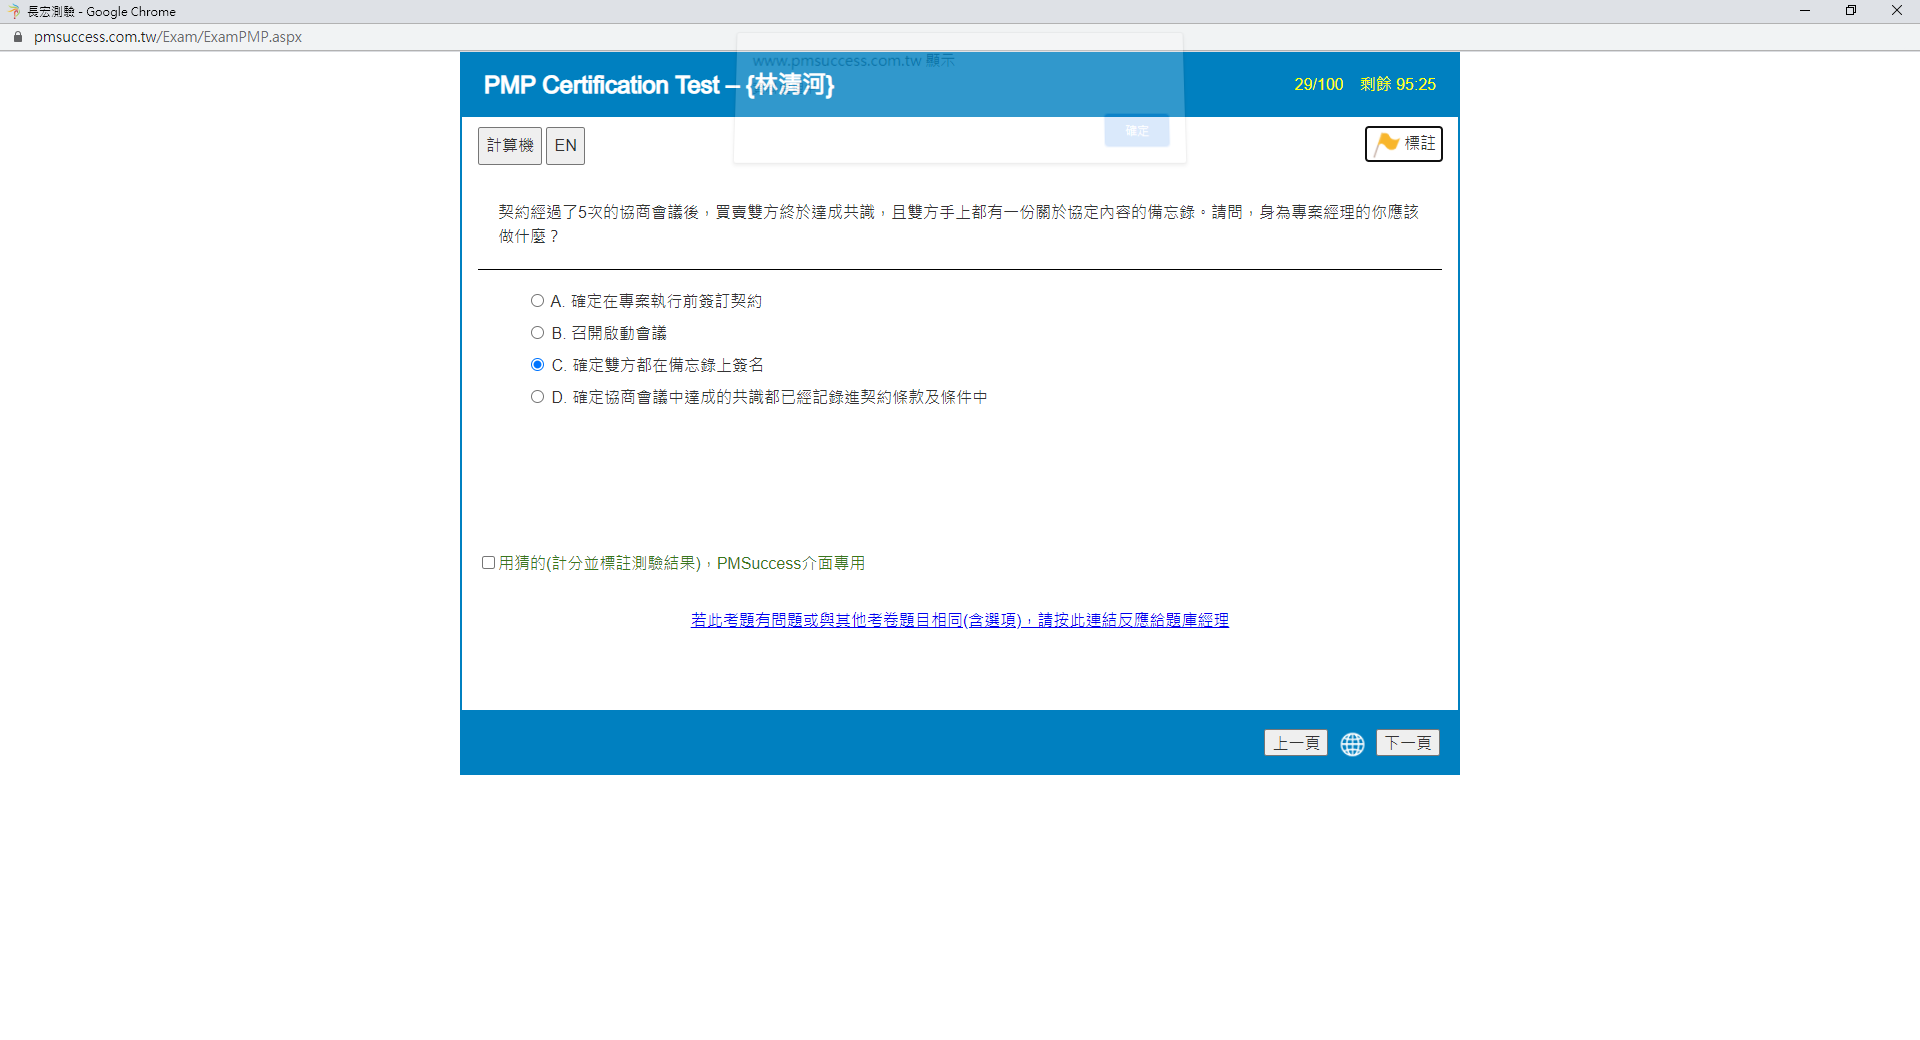 長宏測驗 - Google Chrome
pmsuccess.com.tw/Exam/ExamPMP.aspx
www.pmsuccess.com.tw 顯示
PMP Certification Test – {林清河}
29/100 剩餘 95:25
確定
計算機 EN
標註
契約經過了5次的協商會議後，買賣雙方終於達成共識，且雙方手上都有一份關於協定內容的備忘錄。請問，身為專案經理的你應該
做什麼？
A. 確定在專案執行前簽訂契約
B. 召開啟動會議
C. 確定雙方都在備忘錄上簽名
D. 確定協商會議中達成的共識都已經記錄進契約條款及條件中
用猜的(計分並標註測驗結果)，PMSuccess介面專用
若此考題有問題或與其他考卷題目相同(含選項)，請按此連結反應給題庫經理
上一頁 下一頁